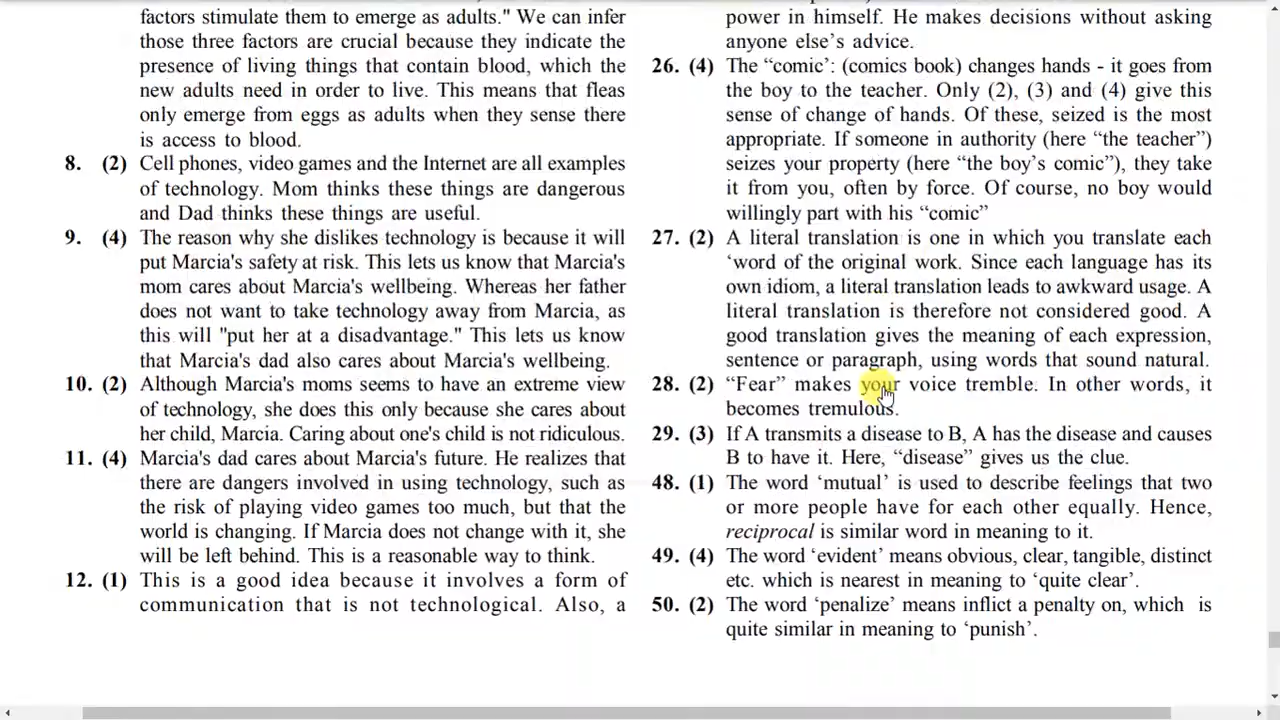 factors stimulate them to emerge as adults." We can infer
those three factors are crucial because they indicate the
presence of living things that contain blood, which the
new adults need in order to live. This means that fleas
only emerge from eggs as adults when they sense there
is access to blood.
8. (2) Cell phones, video games and the Internet are all examples
of technology. Mom thinks these things are dangerous
and Dad thinks these things are useful.
9. (4) The reason why she dislikes technology is because it will
put Marcia's safety at risk. This lets us know that Marcia's
mom cares about Marcia's wellbeing. Whereas her father
does not want to take technology away from Marcia, as
this will "put her at a disadvantage." This lets us know
that Marcia's dad also cares about Marcia's wellbeing.
10. (2) Although Marcia's moms seems to have an extreme view
of technology, she does this only because she cares about
her child, Marcia. Caring about one's child is not ridiculous.
11. (4) Marcia's dad cares about Marcia's future. He realizes that
there are dangers involved in using technology, such as
the risk of playing video games too much, but that the
world is changing. If Marcia does not change with it, she
will be left behind. This is a reasonable way to think.
12. (1) This is a good idea because it involves a form of
communication that is not technological. Also, a
power in himself. He makes decisions without asking
anyone else’s advice.
26. (4) The “comic’: (comics book) changes hands - it goes from
the boy to the teacher. Only (2), (3) and (4) give this
sense of change of hands. Of these, seized is the most
appropriate. If someone in authority (here “the teacher”)
seizes your property (here “the boy’s comic”), they take
it from you, often by force. Of course, no boy would
willingly part with his “comic”
27. (2) A literal translation is one in which you translate each
‘word of the original work. Since each language has its
own idiom, a literal translation leads to awkward usage. A
literal translation is therefore not considered good. A
good translation gives the meaning of each expression,
sentence or paragraph, using words that sound natural.
28. (2) “Fear” makes your voice tremble. In other words, it
becomes tremulous.
29. (3) If A transmits a disease to B, A has the disease and causes
B to have it. Here, “disease” gives us the clue.
48. (1) The word ‘mutual’ is used to describe feelings that two
or more people have for each other equally. Hence,
reciprocal is similar word in meaning to it.
49. (4) The word ‘evident’ means obvious, clear, tangible, distinct
etc. which is nearest in meaning to ‘quite clear’.
50. (2) The word ‘penalize’ means inflict a penalty on, which is
quite similar in meaning to ‘punish’.